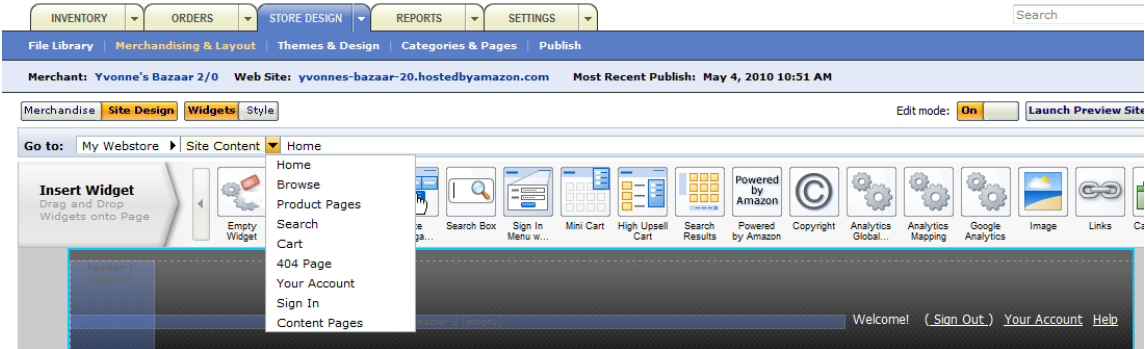 INVENTORY ORDERS STORE DESIGN REPORTS SETTINGS Search
File Library | Merchandising & Layout | Themes & Design | Categories & Pages | Publish
Merchant: Yvonne's Bazaar 2/0 Web Site: yvonnes-bazaar-20.hostedbyamazon.com Most Recent Publish: May 4, 2010 10:51 AM
Merchandise Site Design Widgets Style Edit mode: On Launch Preview Site
Go to: My Webstore Site Content Home
Home
Browse
Product Pages
Search
Cart
404 Page
Your Account
Sign In
Content Pages
Insert Widget
Drag and Drop
Widgets onto Page
Empty
Widget
Search Box
Sign In
Menu w...
Mini Cart
High Upsell
Cart
Search
Results
Powered
by
Amazon
Powered
by Amazon
Copyright
Analytics
Global...
Analytics
Mapping
Google
Analytics
Image
Links
header-1
(empty)
(empty)
Welcome! ( Sign Out ) Your Account Help